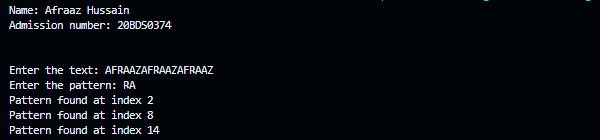 Name: Afraaz Hussain
Admission number: 20BDS0374
Enter the text: AFRAAZAFRAAZAFRAAZ
Enter the pattern: RA
Pattern found at index 2
Pattern found at index 8
Pattern found at index 14